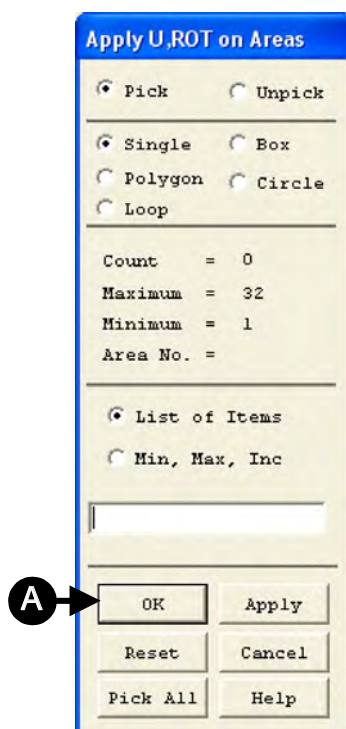 Apply U,ROT on Areas
Pick Unpick
Single Box
Polygon Circle
Loop
Count = 0
Maximum = 32
Minimum = 1
Area No. =
List of Items
Min, Max, Inc
A OK Apply
Reset Cancel
Pick All Help